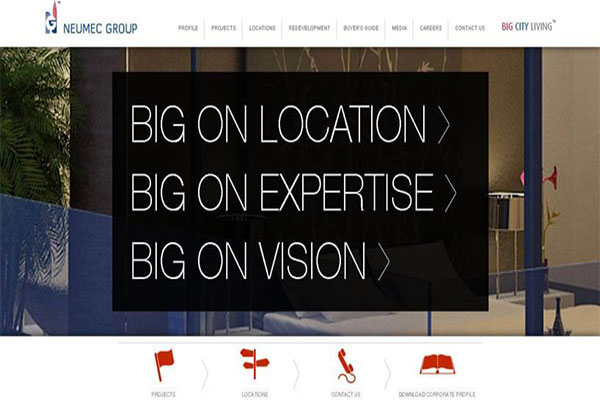 NEUMEC GROUP
PROFILE PROJECTS LOCATIONS REDEVELOPMENT BUYER'S GUIDE MEDIA CAREERS CONTACT US BIG CITY LIVING™
BIG ON LOCATION >
BIG ON EXPERTISE >
BIG ON VISION >
PROJECTS LOCATIONS CONTACT US DOWNLOAD CORPORATE PROFILE